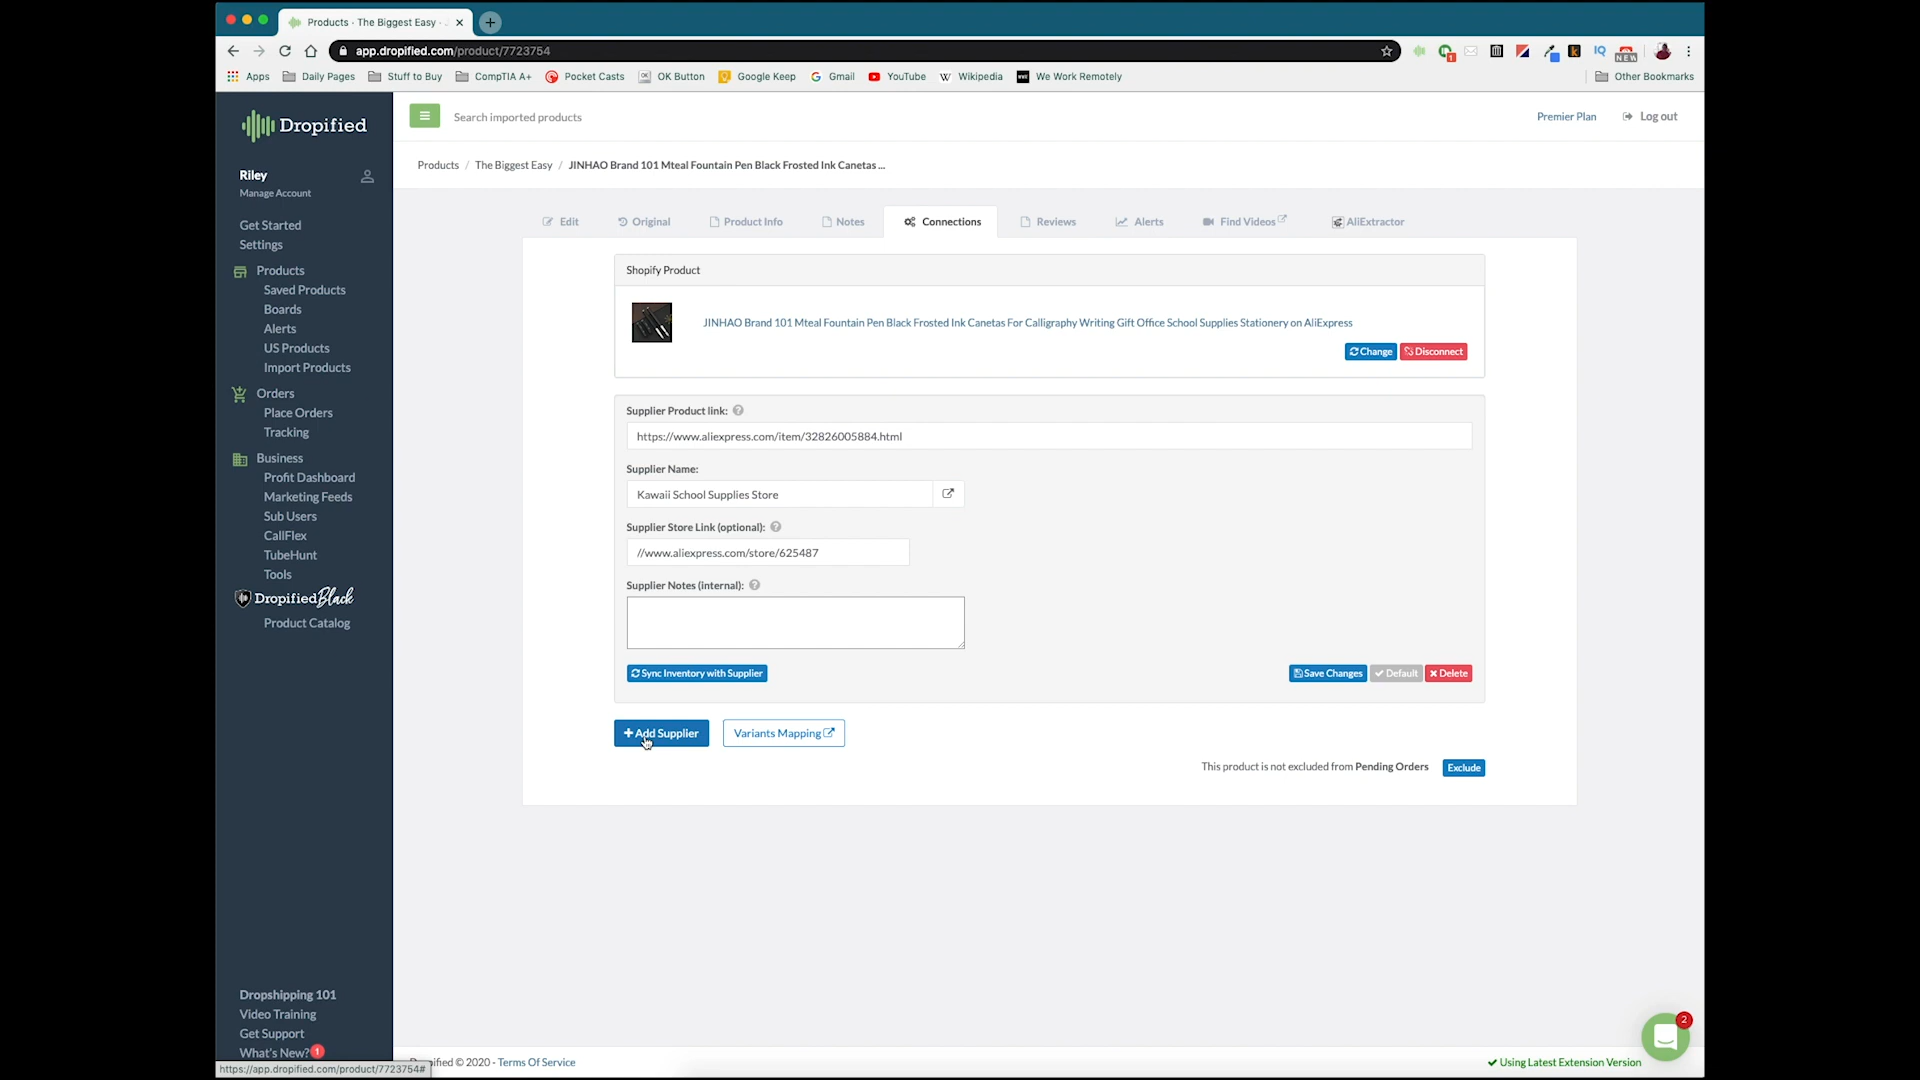 Products · The Biggest Easy ·
app.dropified.com/product/7723754
1
NEW
Apps Daily Pages Stuff to Buy CompTIA A+ Pocket Casts OK Button Google Keep Gmail YouTube Wikipedia We Work Remotely Other Bookmarks
Dropified
Search imported products
Premier Plan
Log out
Riley
Manage Account
Products / The Biggest Easy / JINHAO Brand 101 Mteal Fountain Pen Black Frosted Ink Canetas ...
Get Started
Settings
Products
Saved Products
Boards
Alerts
US Products
Import Products
Orders
Place Orders
Tracking
Business
Profit Dashboard
Marketing Feeds
Sub Users
CallFlex
TubeHunt
Tools
Dropified Black
Product Catalog
Dropshipping 101
Video Training
Get Support
What's New? 1
Edit Original Product Info Notes Connections Reviews Alerts Find Videos AliExtractor
Shopify Product
JINHAO Brand 101 Mteal Fountain Pen Black Frosted Ink Canetas For Calligraphy Writing Gift Office School Supplies Stationery on AliExpress
Change Disconnect
Supplier Product link:
https://www.aliexpress.com/item/32826005884.html
Supplier Name:
Kawaii School Supplies Store
Supplier Store Link (optional):
//www.aliexpress.com/store/625487
Supplier Notes (internal):
Sync Inventory with Supplier
Save Changes Default Delete
+ Add Supplier Variants Mapping
This product is not excluded from Pending Orders Exclude
2
ified © 2020 - Terms Of Service
Using Latest Extension Version
https://app.dropified.com/product/7723754#